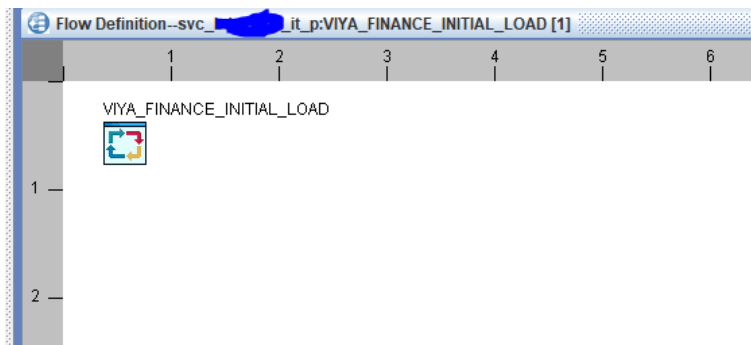 Flow Definition--svc_ _it_p:VIYA_FINANCE_INITIAL_LOAD [1]
1 2 3 4 5 6
VIYA_FINANCE_INITIAL_LOAD
1
2